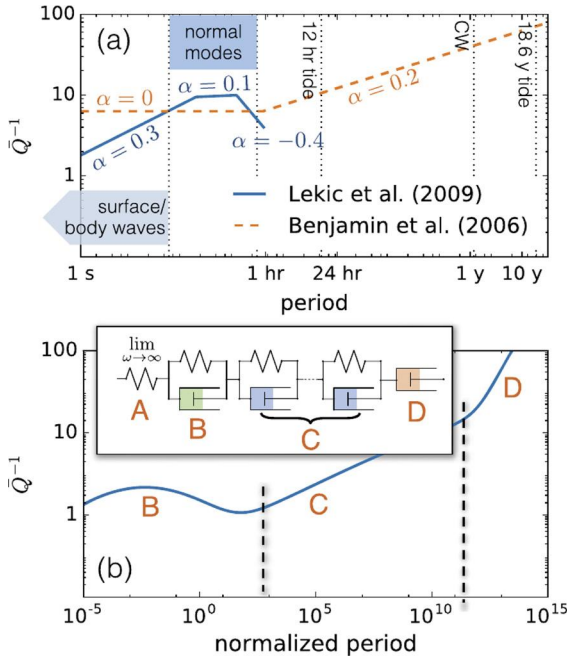 (a)
normal
modes
12 hr tide
CW
18.6 y tide
α = 0
α = 0.1
α = 0.2
α = 0.3
α = −0.4
surface/
body waves
Lekic et al. (2009)
Benjamin et al. (2006)
100
10
1
Q̄⁻¹
1 s
1 hr
24 hr
1 y
10 y
period
lim
ω→∞
A
B
C
D
D
B
C
(b)
100
10
1
Q̄⁻¹
10⁻⁵
10⁰
10⁵
10¹⁰
10¹⁵
normalized period